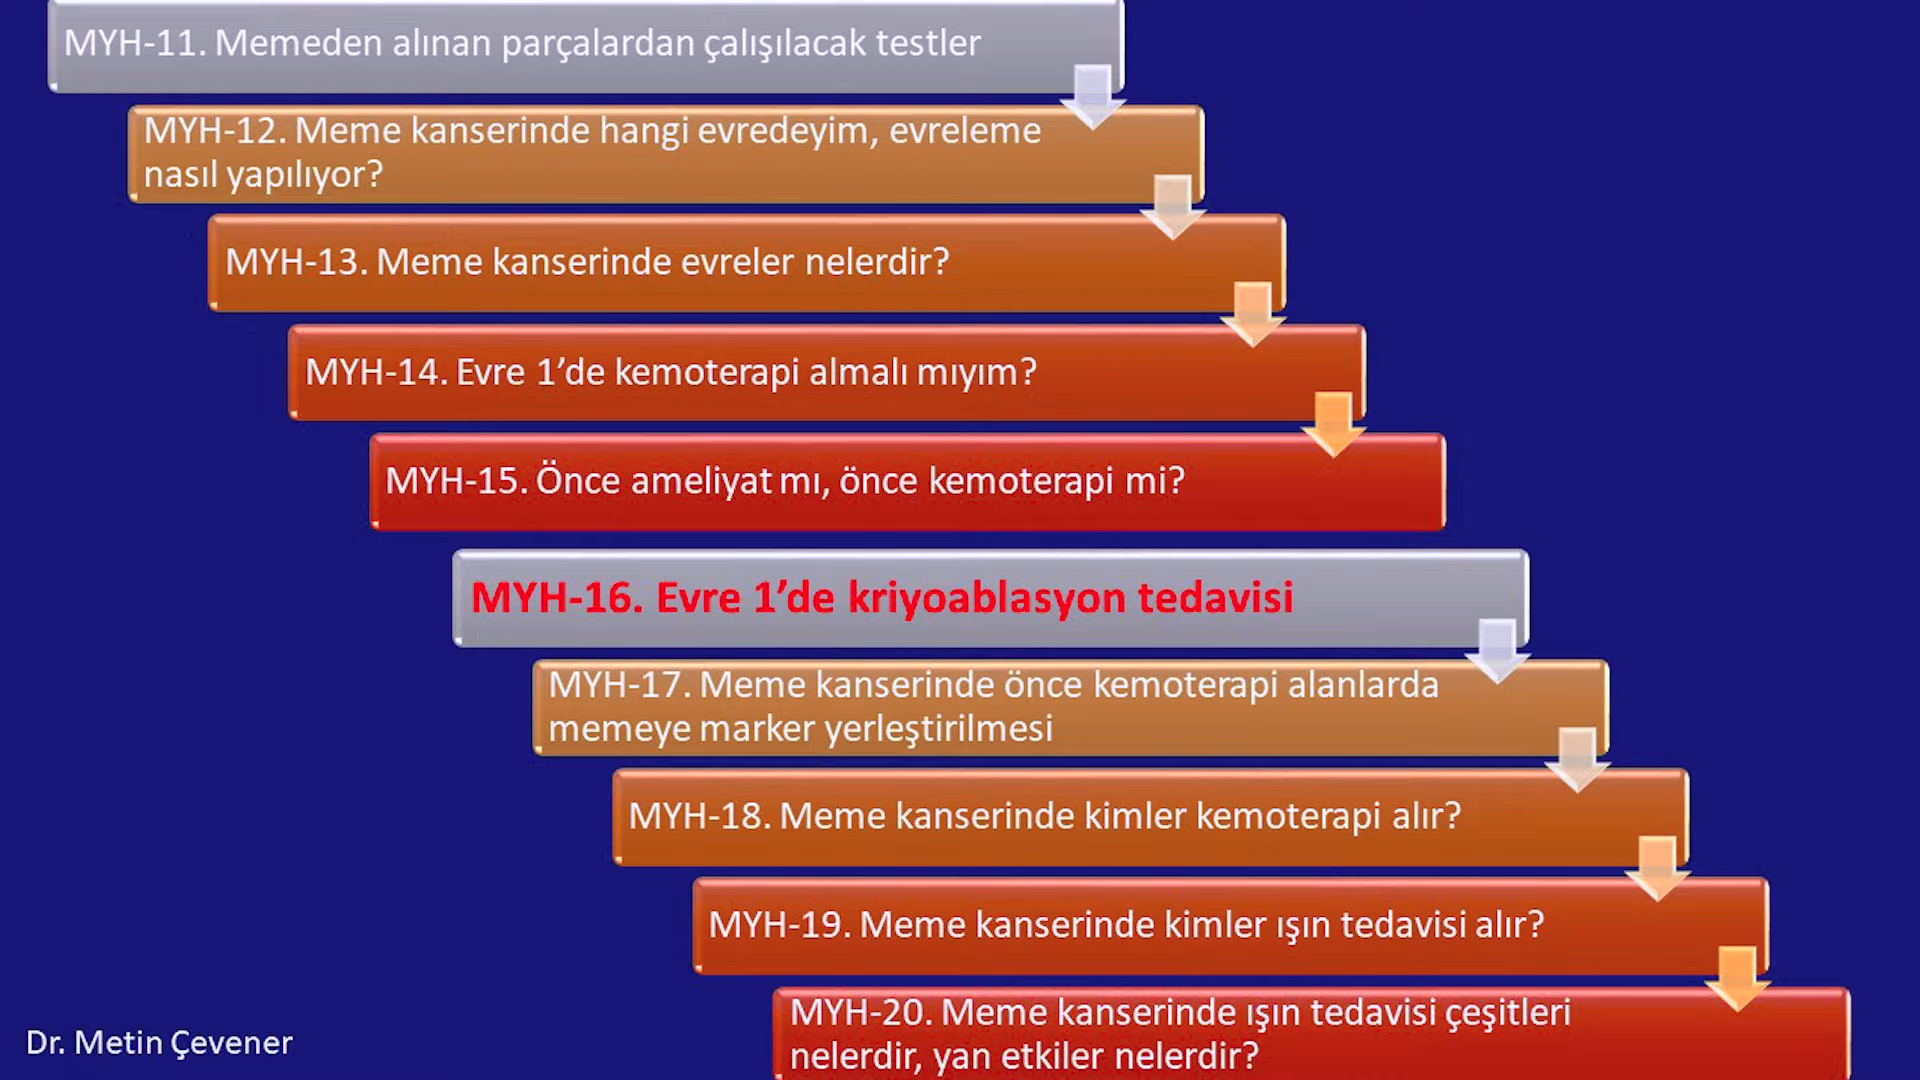 MYH-11. Memeden alınan parçalardan çalışılacak testler
MYH-12. Meme kanserinde hangi evredeyim, evreleme
nasıl yapılıyor?
MYH-13. Meme kanserinde evreler nelerdir?
MYH-14. Evre 1’de kemoterapi almalı mıyım?
MYH-15. Önce ameliyat mı, önce kemoterapi mi?
MYH-16. Evre 1’de kriyoablasyon tedavisi
MYH-17. Meme kanserinde önce kemoterapi alanlarda
memeye marker yerleştirilmesi
MYH-18. Meme kanserinde kimler kemoterapi alır?
MYH-19. Meme kanserinde kimler ışın tedavisi alır?
MYH-20. Meme kanserinde ışın tedavisi çeşitleri
nelerdir, yan etkiler nelerdir?
Dr. Metin Çevener